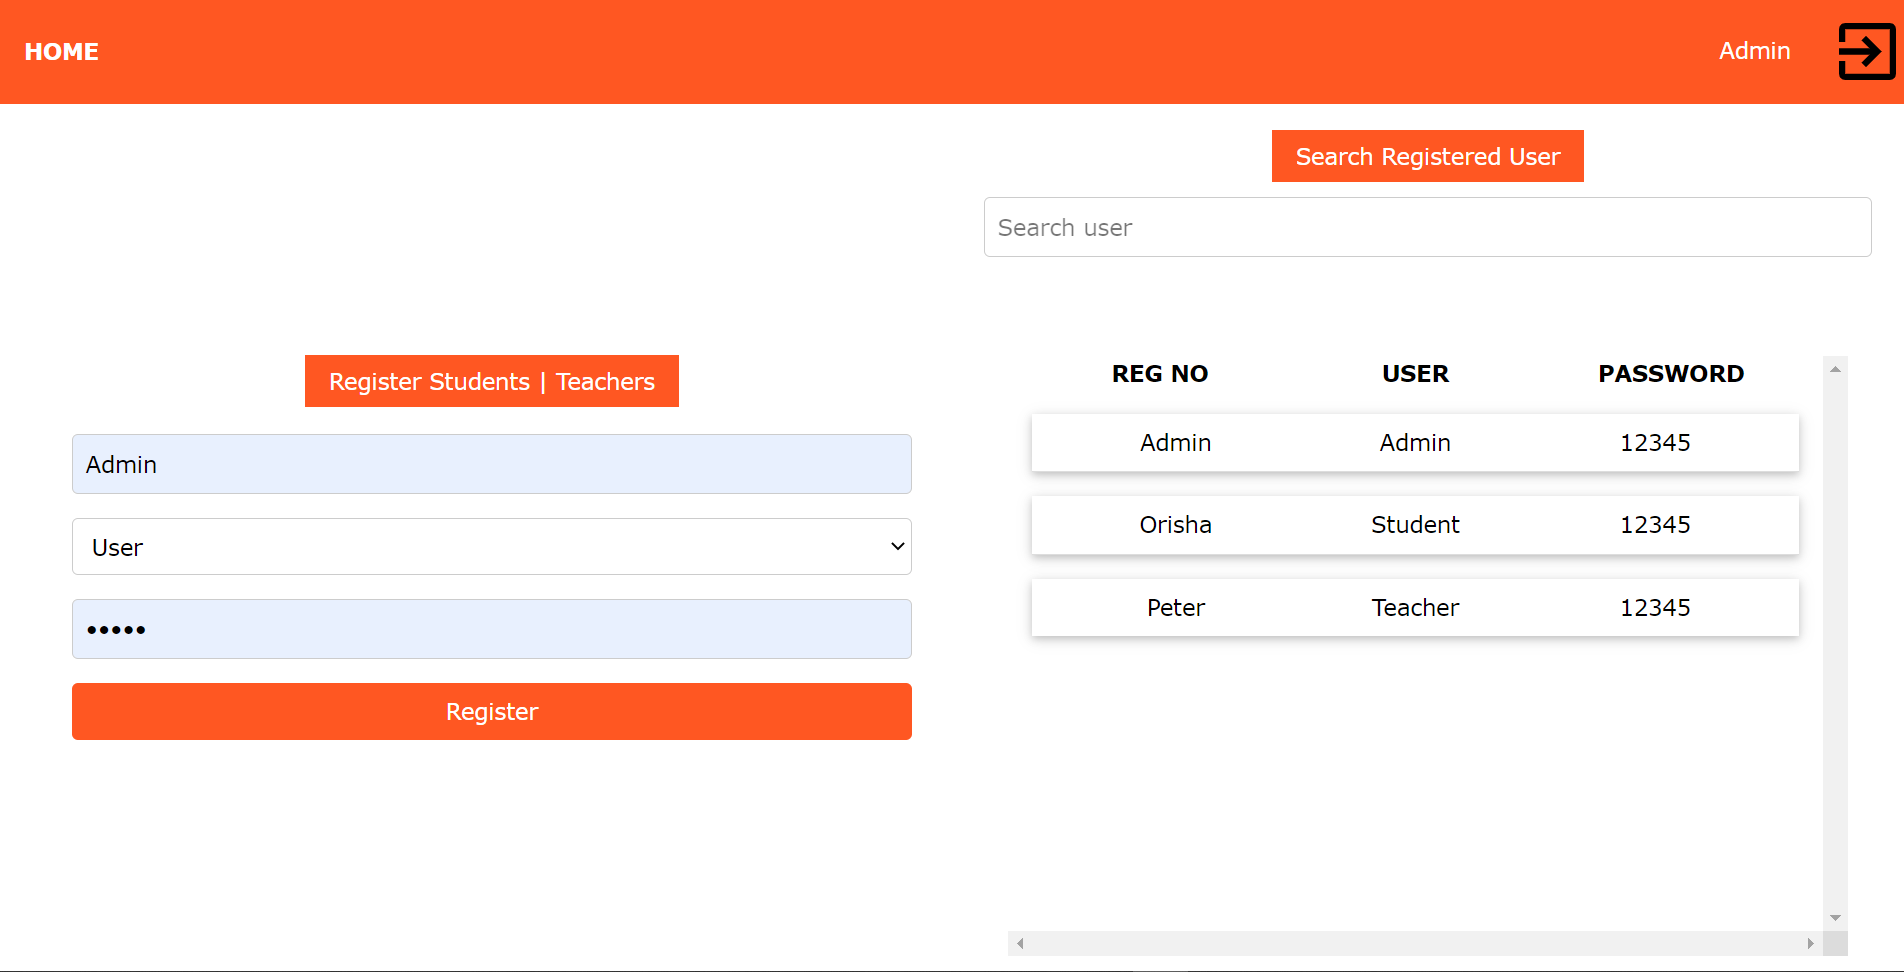 HOME
Admin
Search Registered User
Search user
Register Students | Teachers
Admin
User
•••••
Register
REG NO USER PASSWORD
Admin Admin 12345
Orisha Student 12345
Peter Teacher 12345